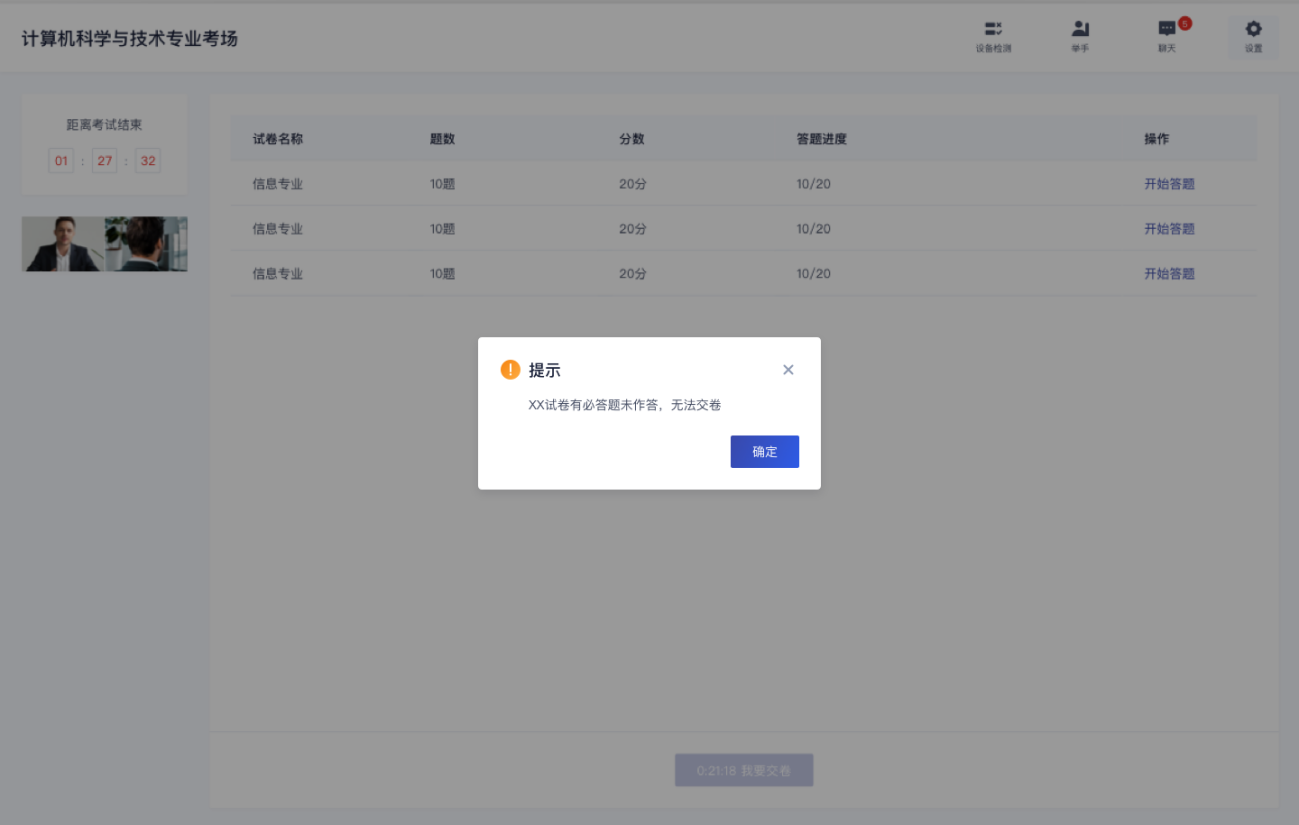 计算机科学与技术专业考场
设备检测
举手
5
聊天
设置
距离考试结束
01 : 27 : 32
试卷名称 题数 分数 答题进度 操作
信息专业 10题 20分 10/20 开始答题
信息专业 10题 20分 10/20 开始答题
信息专业 10题 20分 10/20 开始答题
提示
XX试卷有必答题未作答，无法交卷
确定
0:21:18 我要交卷